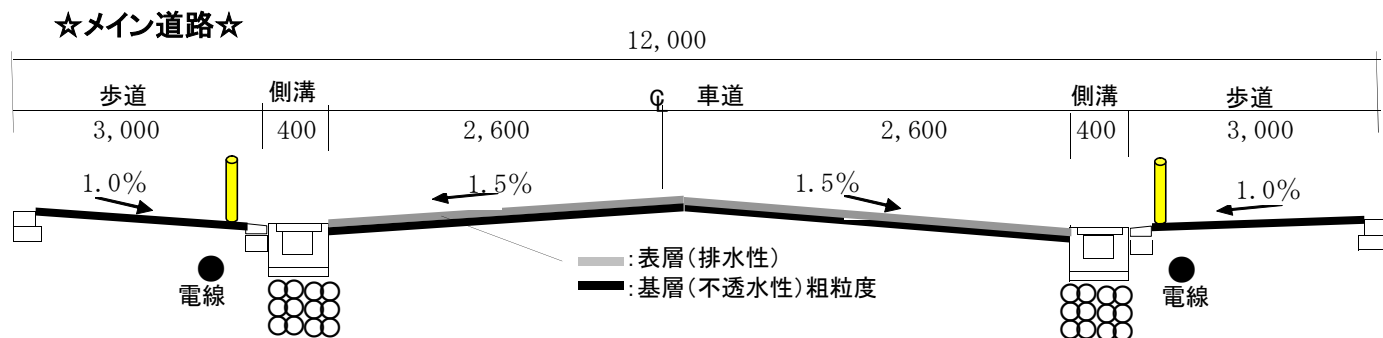 ☆メイン道路☆
12,000
歩道 側溝 ℄ 車道 側溝 歩道
3,000 400 2,600 2,600 400 3,000
1.0% 1.5% 1.5% 1.0%
:表層(排水性)
:基層(不透水性)粗粒度
電線 電線